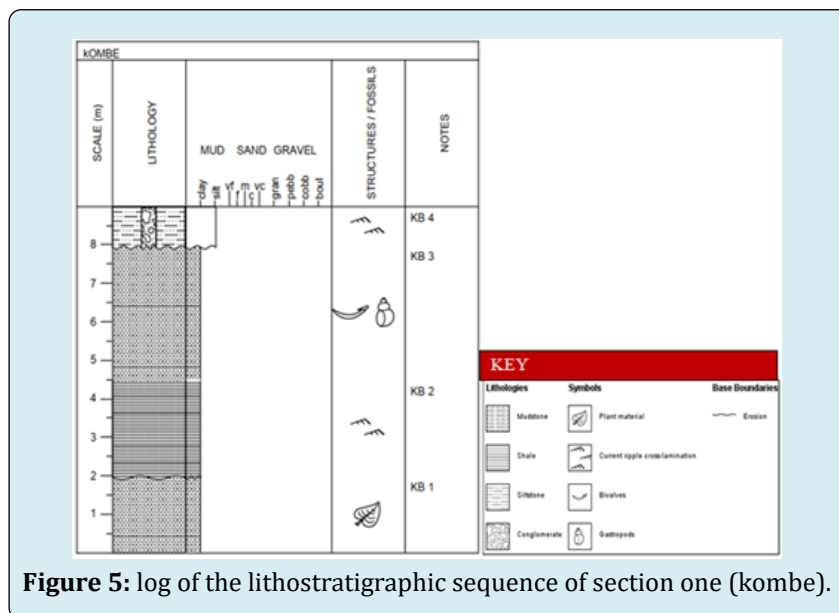 kOMBE
SCALE (m)
LITHOLOGY
MUD SAND GRAVEL
clay
silt
vf
f
m
c
vc
gran
pebb
cobb
boul
STRUCTURES / FOSSILS
NOTES
KB 4
8
KB 3
7
6
5
4
KB 2
3
2
KB 1
1
KEY
Lithologies Symbols Base Boundaries
Mudstone Plant material Erosion
Shale Current ripple cross-lamination
Siltstone Bivalves
Conglomerate Gastropods
Figure 5: log of the lithostratigraphic sequence of section one (kombe).